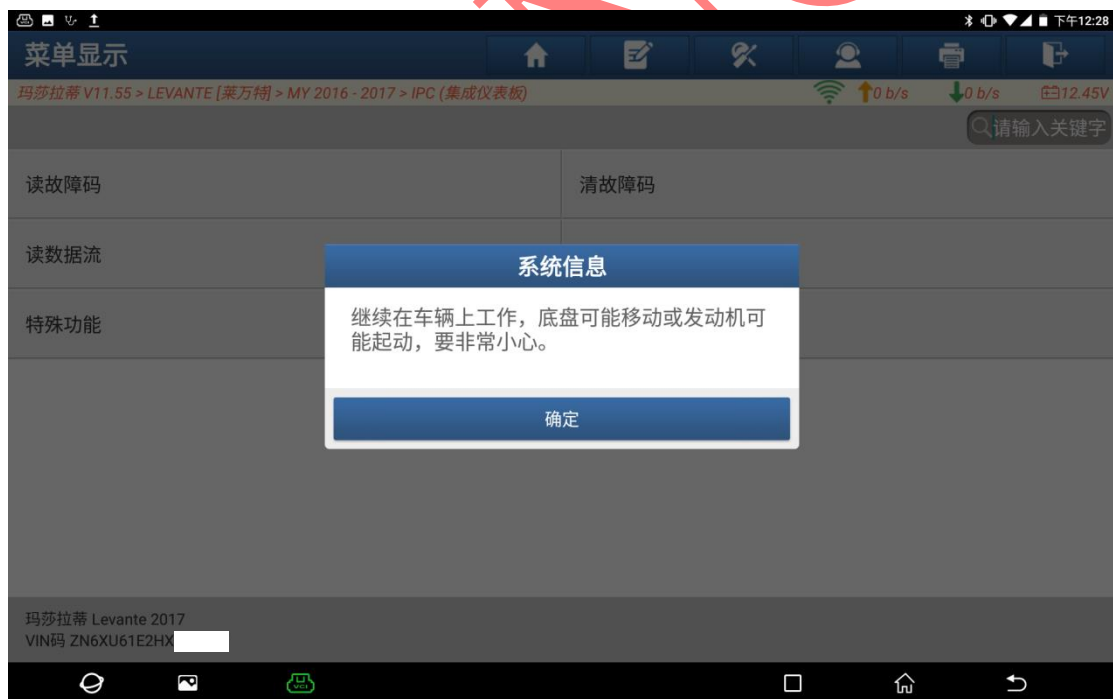 下午12:28
菜单显示
玛莎拉蒂 V11.55 > LEVANTE [莱万特] > MY 2016 - 2017 > IPC (集成仪表板)
0 b/s
0 b/s
12.45V
请输入关键字
读故障码
清故障码
读数据流
特殊功能
系统信息
继续在车辆上工作，底盘可能移动或发动机可
能起动，要非常小心。
确定
玛莎拉蒂 Levante 2017
VIN码 ZN6XU61E2HX
VCI